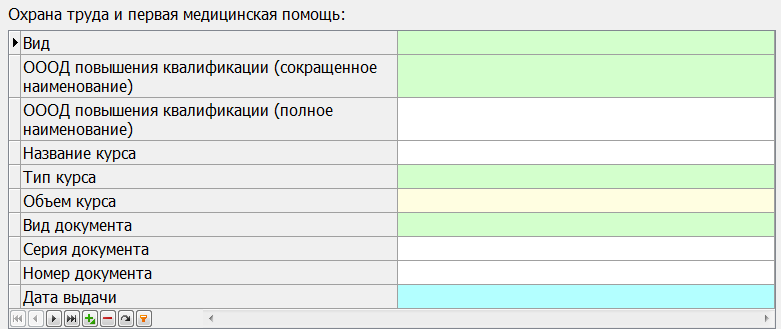 Охрана труда и первая медицинская помощь:
Вид
ОООД повышения квалификации (сокращенное
наименование)
ОООД повышения квалификации (полное
наименование)
Название курса
Тип курса
Объем курса
Вид документа
Серия документа
Номер документа
Дата выдачи